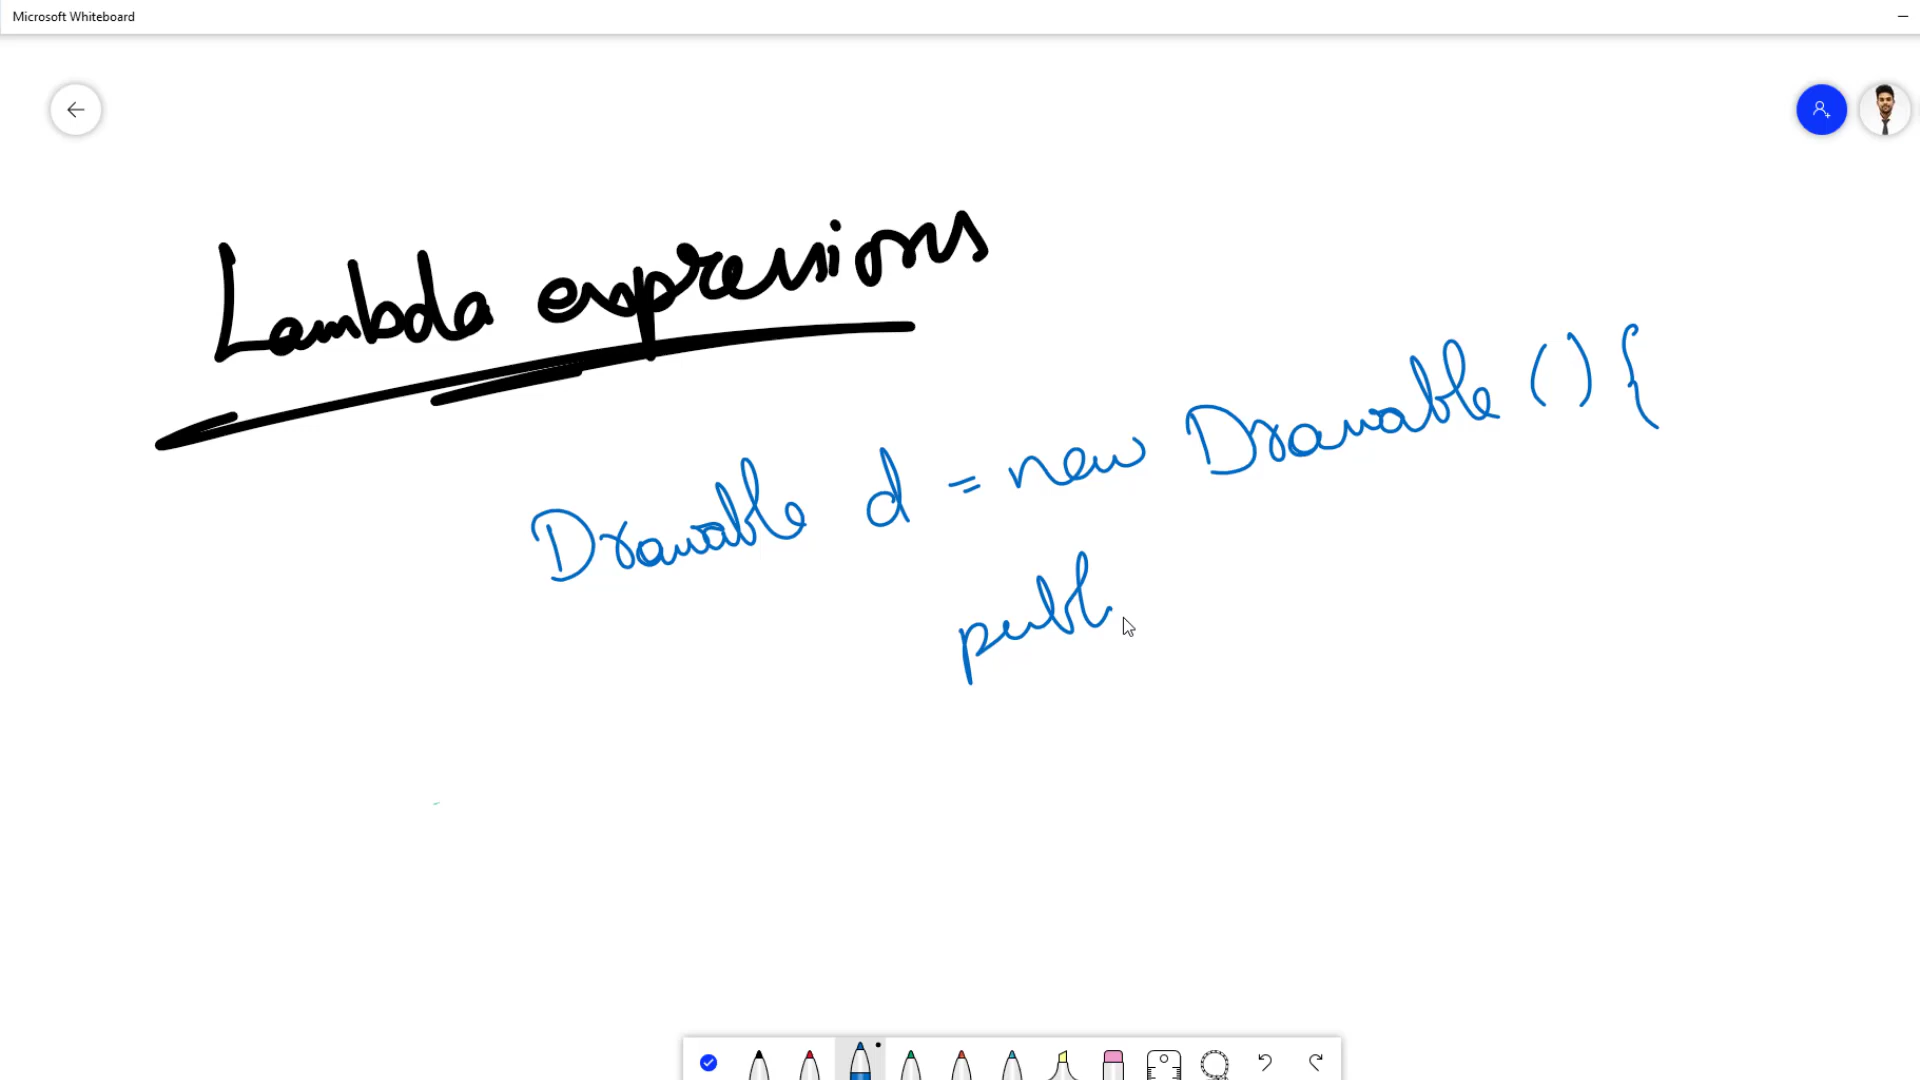 Microsoft Whiteboard
Lambda expressions
Drawable d = new Drawable () {
publ